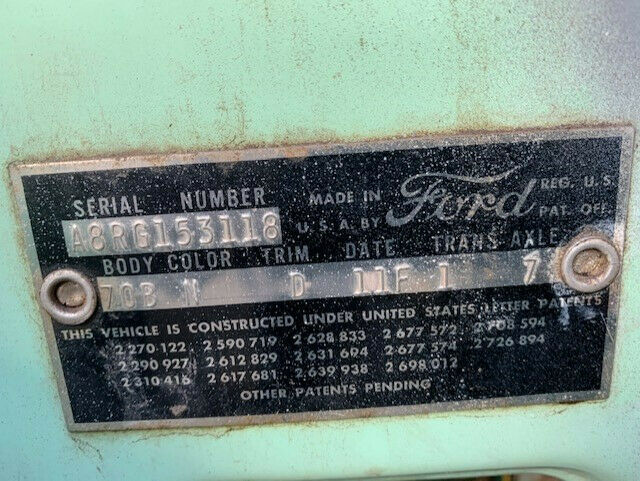 SERIAL NUMBER MADE IN Ford REG. U.S.
A8RG153118 U.S.A. BY PAT. OFF.
BODY COLOR TRIM DATE TRANS AXLE
70B D 11F 1 7
THIS VEHICLE IS CONSTRUCTED UNDER UNITED STATES LETTER PATENTS
2 270 122 2 590 719 2 628 833 2 677 572 2 708 594
2 290 927 2 612 829 2 631 694 2 677 574 2 726 894
2 310 416 2 617 681 2 639 938 2 698 012
OTHER PATENTS PENDING